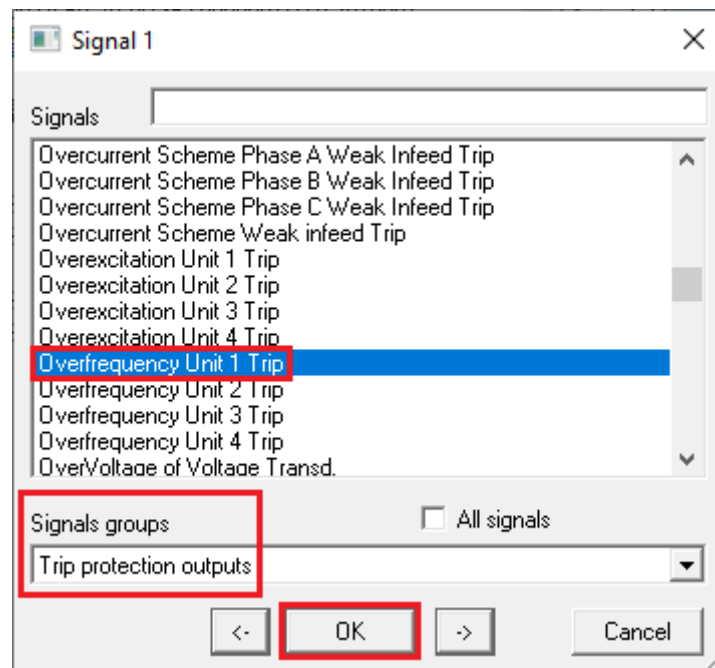 Signal 1
Signals
Overcurrent Scheme Phase A Weak Infeed Trip
Overcurrent Scheme Phase B Weak Infeed Trip
Overcurrent Scheme Phase C Weak Infeed Trip
Overcurrent Scheme Weak infeed Trip
Overexcitation Unit 1 Trip
Overexcitation Unit 2 Trip
Overexcitation Unit 3 Trip
Overexcitation Unit 4 Trip
Overfrequency Unit 1 Trip
Overfrequency Unit 2 Trip
Overfrequency Unit 3 Trip
Overfrequency Unit 4 Trip
OverVoltage of Voltage Transd.
Signals groups
All signals
Trip protection outputs
<- OK -> Cancel